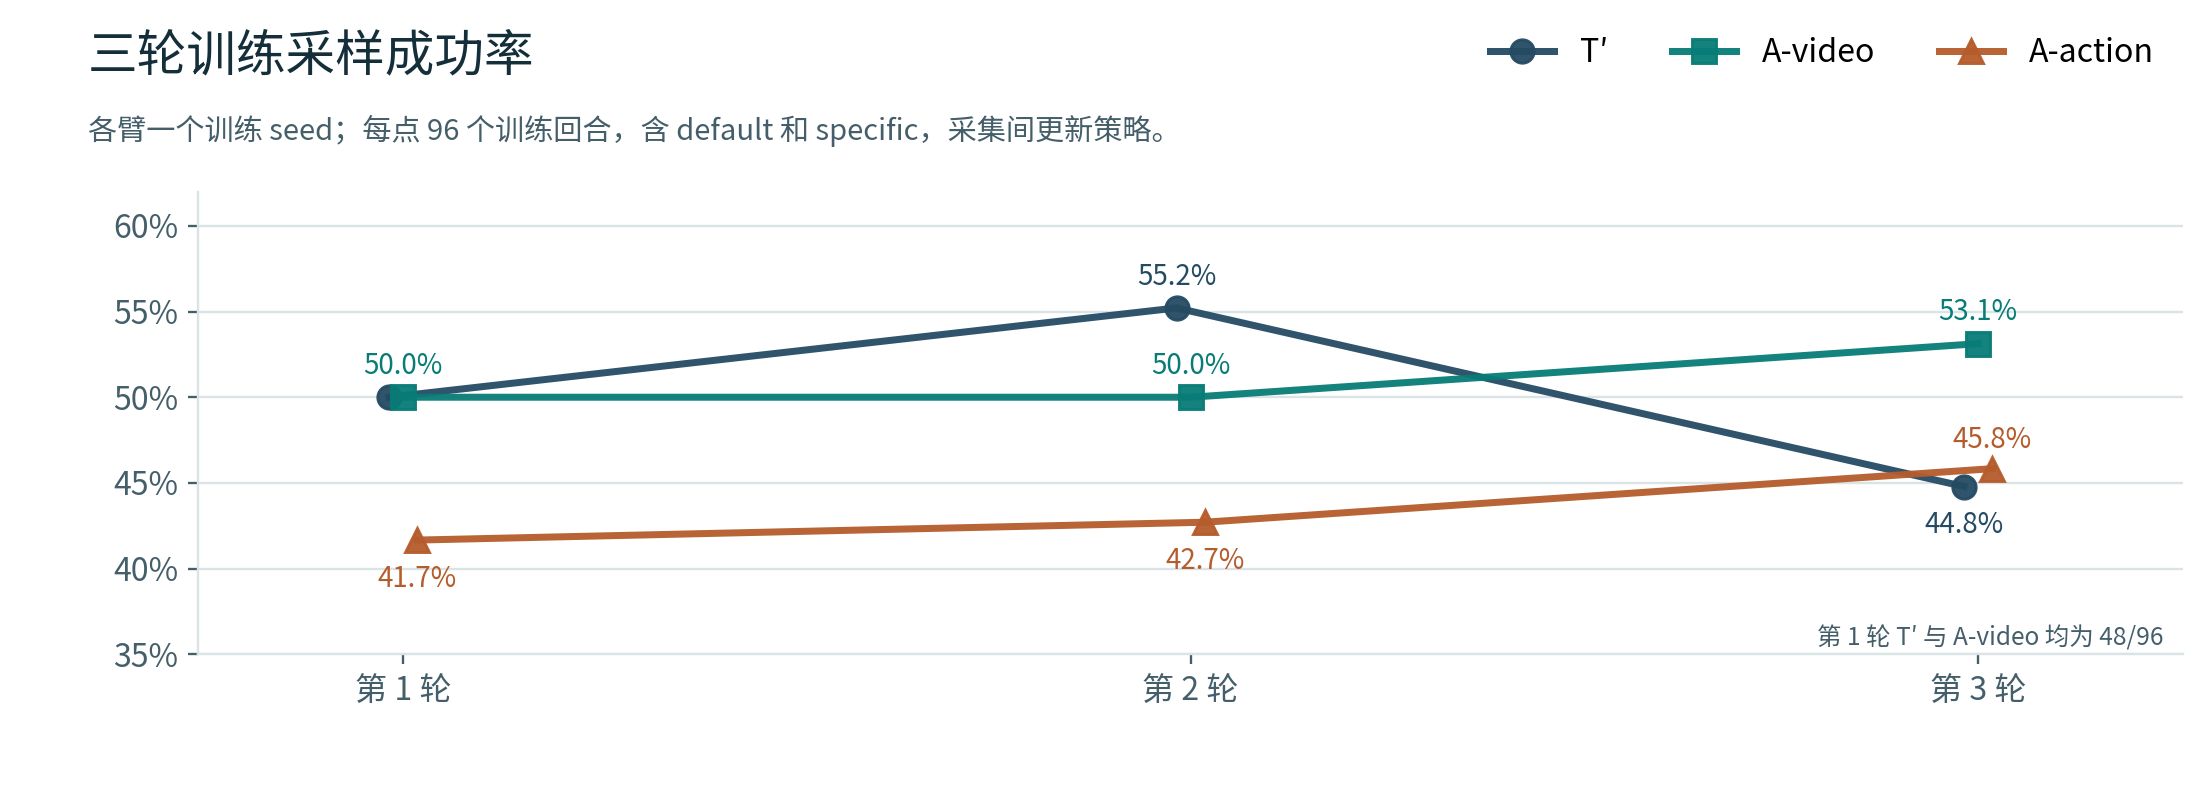 三轮训练采样成功率
T′
A-video
A-action
各臂一个训练 seed；每点 96 个训练回合，含 default 和 specific，采集间更新策略。
60%
55%
50%
45%
40%
35%
50.0%
55.2%
50.0%
53.1%
45.8%
44.8%
41.7%
42.7%
第 1 轮 T′ 与 A-video 均为 48/96
第 1 轮
第 2 轮
第 3 轮